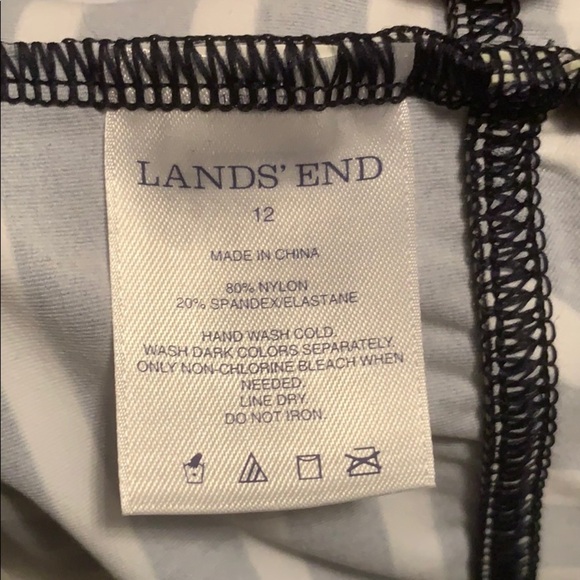 LANDS' END
12
MADE IN CHINA
80% NYLON
20% SPANDEX/ELASTANE
HAND WASH COLD.
WASH DARK COLORS SEPARATELY.
ONLY NON-CHLORINE BLEACH WHEN
NEEDED.
LINE DRY.
DO NOT IRON.